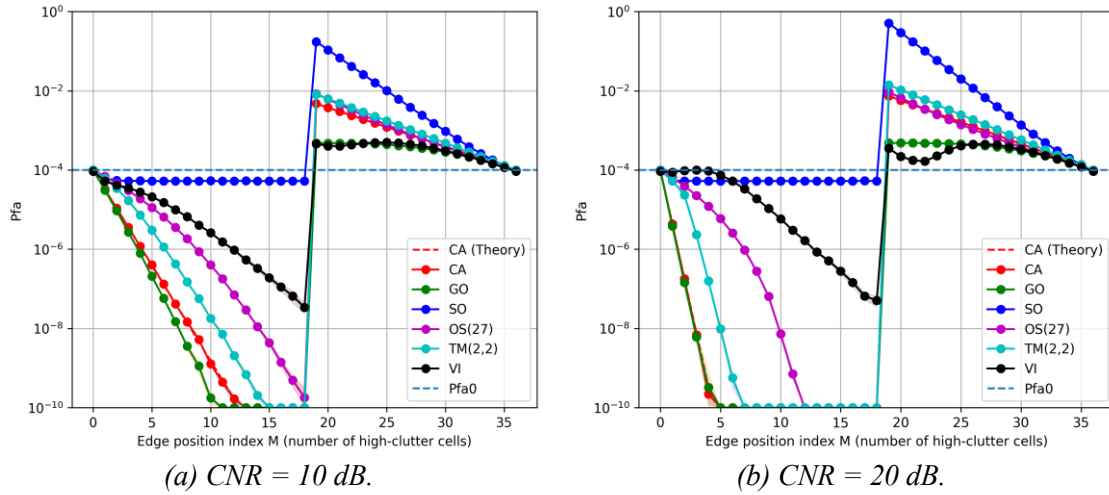 10⁰
10⁻²
10⁻⁴
10⁻⁶
10⁻⁸
10⁻¹⁰
Pfa
0 5 10 15 20 25 30 35
Edge position index M (number of high-clutter cells)
CA (Theory)
CA
GO
SO
OS(27)
TM(2,2)
VI
Pfa0
(a) CNR = 10 dB.
10⁰
10⁻²
10⁻⁴
10⁻⁶
10⁻⁸
10⁻¹⁰
Pfa
0 5 10 15 20 25 30 35
Edge position index M (number of high-clutter cells)
CA (Theory)
CA
GO
SO
OS(27)
TM(2,2)
VI
Pfa0
(b) CNR = 20 dB.